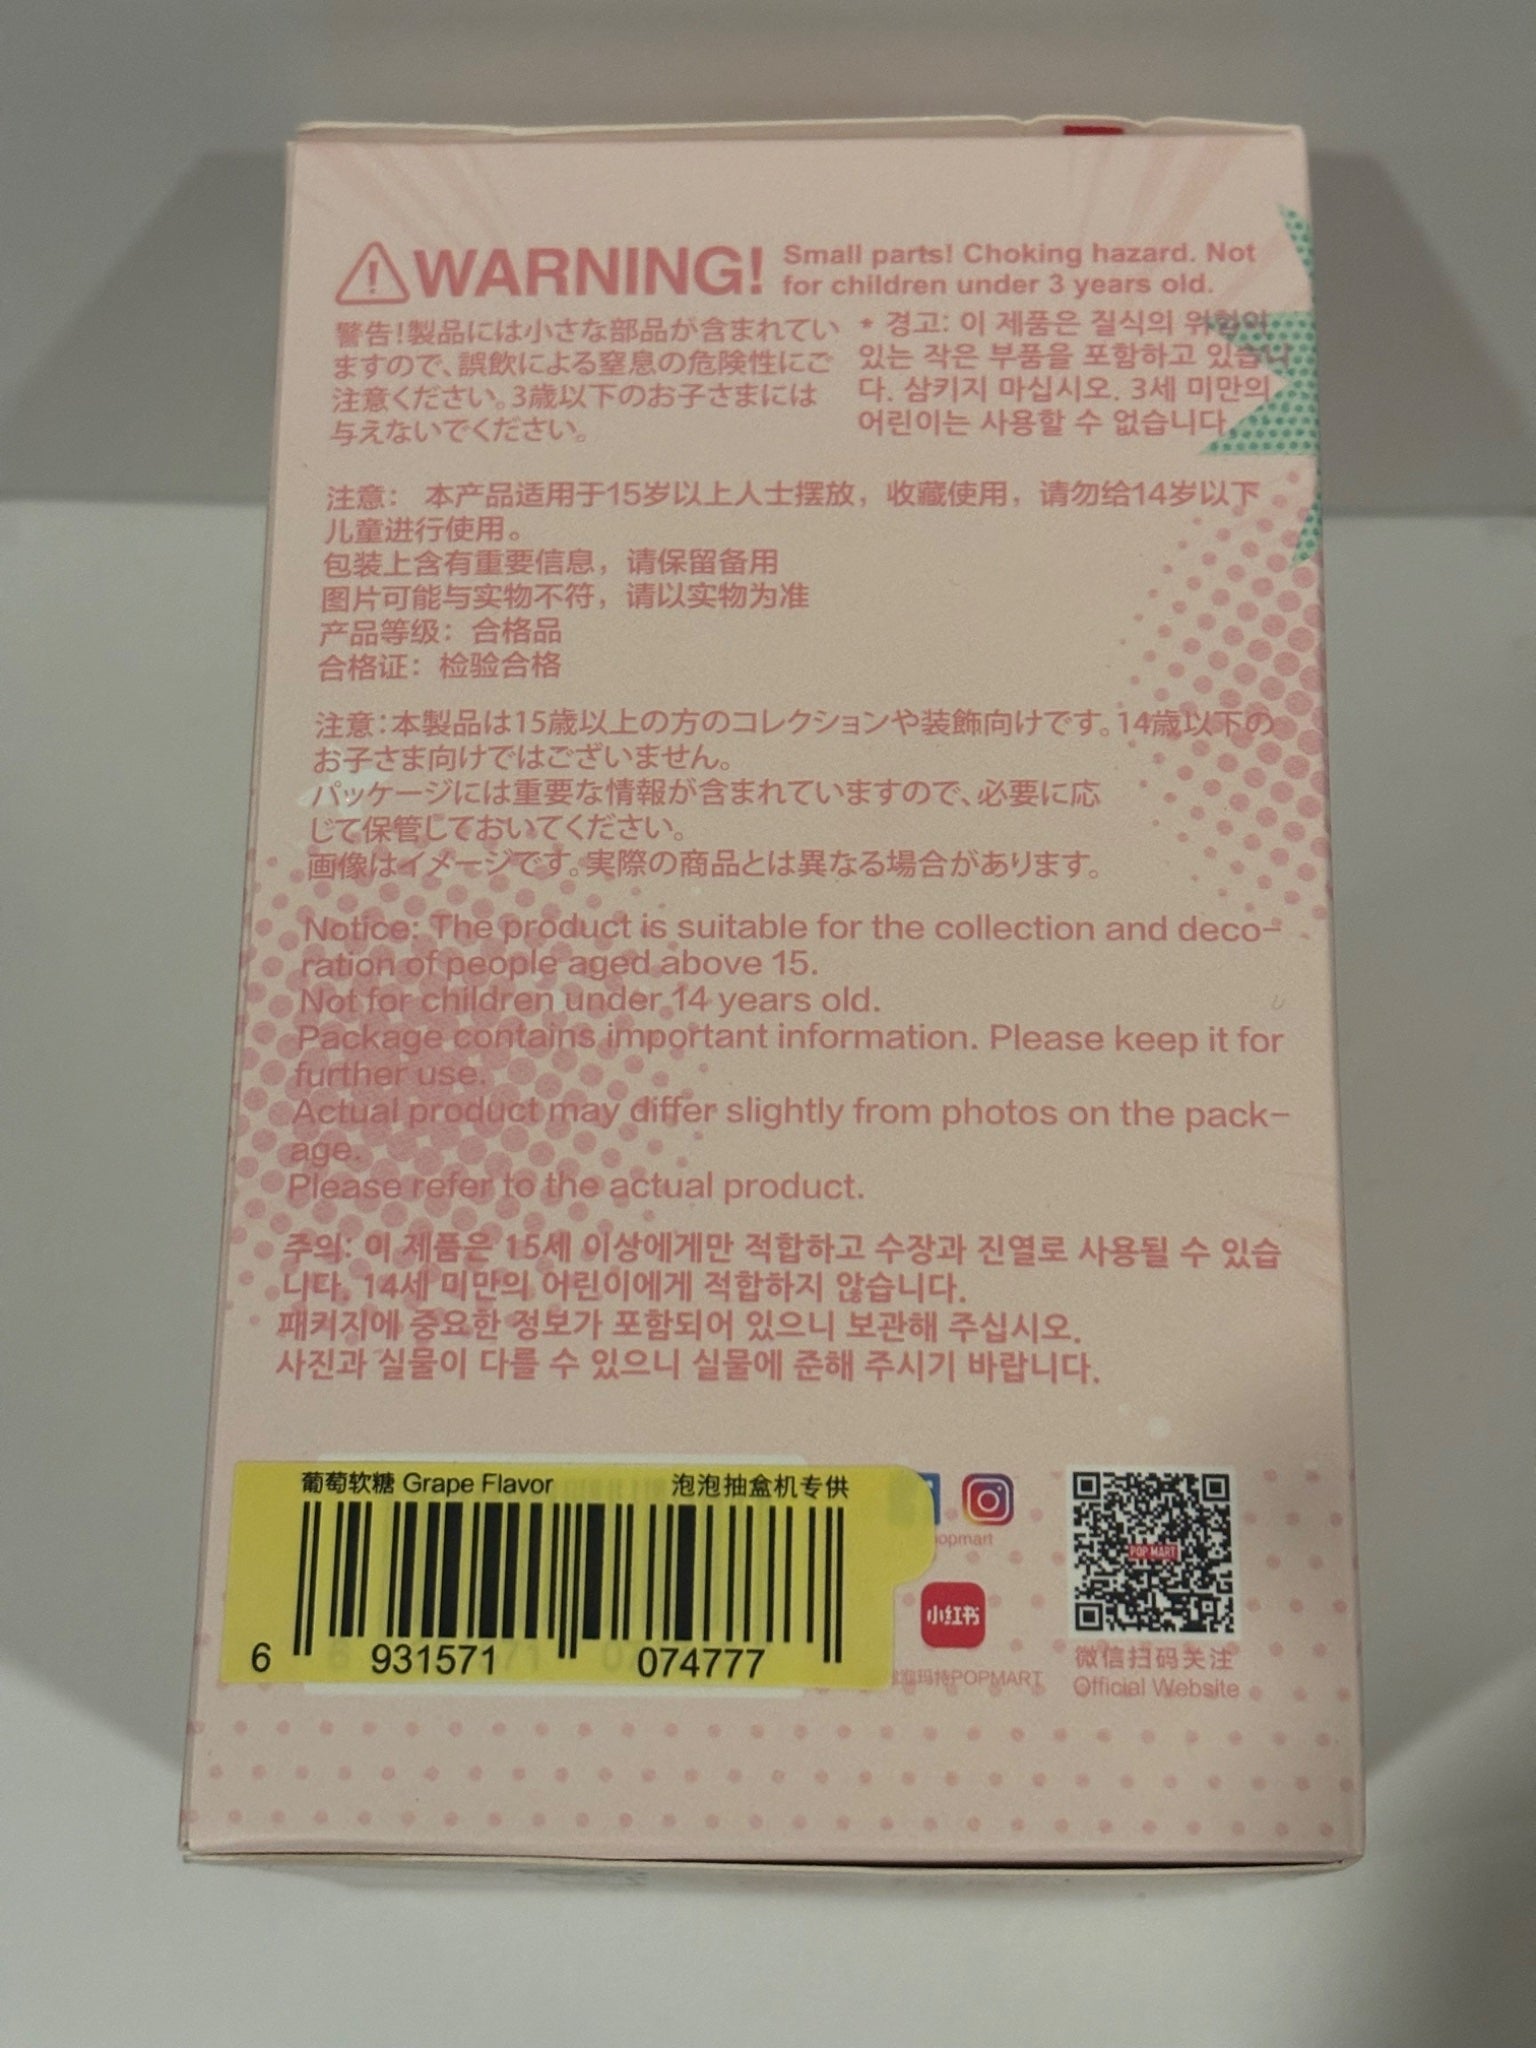 WARNING!
Small parts! Choking hazard. Not
for children under 3 years old.
警告!製品には小さな部品が含まれてい
ますので、誤飲による窒息の危険性にご
注意ください。3歳以下のお子さまには
与えないでください。
* 경고: 이 제품은 질식의 위험이
있는 작은 부품을 포함하고 있습니
다. 삼키지 마십시오. 3세 미만의
어린이는 사용할 수 없습니다.
注意: 本产品适用于15岁以上人士摆放,收藏使用,请勿给14岁以下
儿童进行使用。
包装上含有重要信息,请保留备用
图片可能与实物不符,请以实物为准
产品等级:合格品
合格证:检验合格
注意:本製品は15歳以上の方のコレクションや装飾向けです。14歳以下の
お子さま向けではございません。
パッケージには重要な情報が含まれていますので、必要に応
じて保管しておいてください。
画像はイメージです。実際の商品とは異なる場合があります。
Notice: The product is suitable for the collection and deco-
ration of people aged above 15.
Not for children under 14 years old.
Package contains important information. Please keep it for
further use.
Actual product may differ slightly from photos on the pack-
age.
Please refer to the actual product.
주의: 이 제품은 15세 이상에게만 적합하고 수장과 진열로 사용될 수 있습
니다. 14세 미만의 어린이에게 적합하지 않습니다.
패키지에 중요한 정보가 포함되어 있으니 보관해 주십시오.
사진과 실물이 다를 수 있으니 실물에 준해 주시기 바랍니다.
葡萄软糖 Grape Flavor 泡泡抽盒机专供
6 931571 074777
popmart
小红书
泡泡玛特POPMART
POP MART
微信扫码关注
Official Website